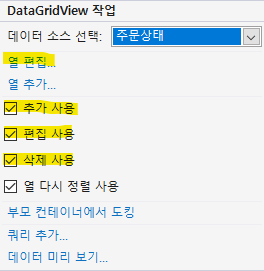 DataGridView 작업
데이터 소스 선택: 주문상태
열 편집...
열 추가...
추가 사용
편집 사용
삭제 사용
열 다시 정렬 사용
부모 컨테이너에서 도킹
쿼리 추가...
데이터 미리 보기...